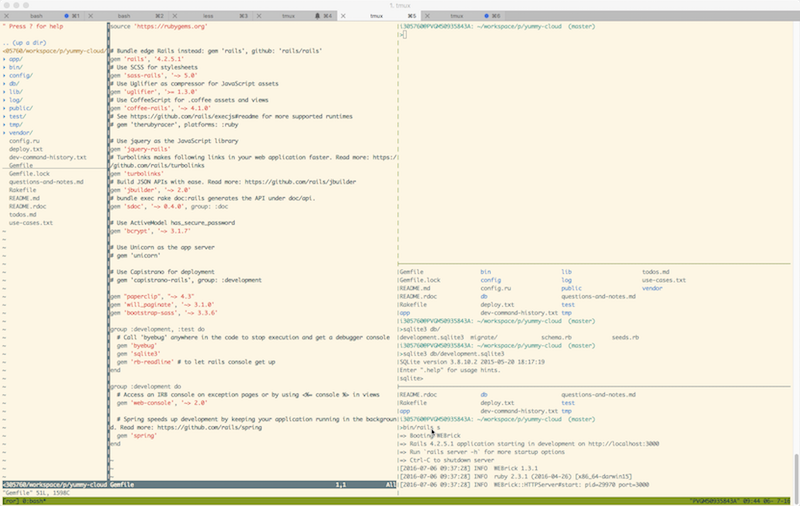 1. tmux
bash ⌘1
bash ⌘2
less ⌘3
tmux ⌘4
tmux ⌘5
tmux ⌘6
" Press ? for help
.. (up a dir)
<05760/workspace/p/yummy-cloud/
app/
bin/
config/
db/
lib/
log/
public/
test/
tmp/
vendor/
config.ru
deploy.txt
dev-command-history.txt
Gemfile
Gemfile.lock
questions-and-notes.md
Rakefile
README.md
README.rdoc
todos.md
use-cases.txt
<305760/workspace/p/yummy-cloud
source 'https://rubygems.org'
# Bundle edge Rails instead: gem 'rails', github: 'rails/rails'
gem 'rails', '4.2.5.1'
# Use SCSS for stylesheets
gem 'sass-rails', '~> 5.0'
# Use Uglifier as compressor for JavaScript assets
gem 'uglifier', '>= 1.3.0'
# Use CoffeeScript for .coffee assets and views
gem 'coffee-rails', '~> 4.1.0'
# See https://github.com/rails/execjs#readme for more supported runtimes
# gem 'therubyracer', platforms: :ruby
# Use jquery as the JavaScript library
gem 'jquery-rails'
# Turbolinks makes following links in your web application faster. Read more: https:/
/github.com/rails/turbolinks
gem 'turbolinks'
# Build JSON APIs with ease. Read more: https://github.com/rails/jbuilder
gem 'jbuilder', '~> 2.0'
# bundle exec rake doc:rails generates the API under doc/api.
gem 'sdoc', '~> 0.4.0', group: :doc
# Use ActiveModel has_secure_password
gem 'bcrypt', '~> 3.1.7'
# Use Unicorn as the app server
# gem 'unicorn'
# Use Capistrano for deployment
# gem 'capistrano-rails', group: :development
gem "paperclip", "~> 4.3"
gem 'will_paginate', '~> 3.1.0'
gem 'bootstrap-sass', '~> 3.3.6'
group :development, :test do
# Call 'byebug' anywhere in the code to stop execution and get a debugger console
gem 'byebug'
gem 'sqlite3'
gem 'rb-readline' # to let rails console get up
end
group :development do
# Access an IRB console on exception pages or by using <%= console %> in views
gem 'web-console', '~> 2.0'
# Spring speeds up development by keeping your application running in the backgroun
d. Read more: https://github.com/rails/spring
gem 'spring'
end
Gemfile 1,1 All
"Gemfile" 51L, 1598C
i305760@PVGM50935843A: ~/workspace/p/yummy-cloud (master)
>
Gemfile bin lib todos.md
Gemfile.lock config log use-cases.txt
README.md config.ru public vendor
README.rdoc db questions-and-notes.md
Rakefile deploy.txt test
app dev-command-history.txt tmp
i305760@PVGM50935843A: ~/workspace/p/yummy-cloud (master)
>sqlite3 db/
development.sqlite3 migrate/ schema.rb seeds.rb
i305760@PVGM50935843A: ~/workspace/p/yummy-cloud (master)
>sqlite3 db/development.sqlite3
SQLite version 3.8.10.2 2015-05-20 18:17:19
Enter ".help" for usage hints.
sqlite>
README.rdoc db questions-and-notes.md
Rakefile deploy.txt test
app dev-command-history.txt tmp
i305760@PVGM50935843A: ~/workspace/p/yummy-cloud (master)
>bin/rails s
=> Booting WEBrick
=> Rails 4.2.5.1 application starting in development on http://localhost:3000
=> Run `rails server -h` for more startup options
=> Ctrl-C to shutdown server
[2016-07-06 09:37:28] INFO WEBrick 1.3.1
[2016-07-06 09:37:28] INFO ruby 2.3.1 (2016-04-26) [x86_64-darwin15]
[2016-07-06 09:37:28] INFO WEBrick::HTTPServer#start: pid=29970 port=3000
[ror] 0:bash* "PVGM50935843A" 09:44 06-